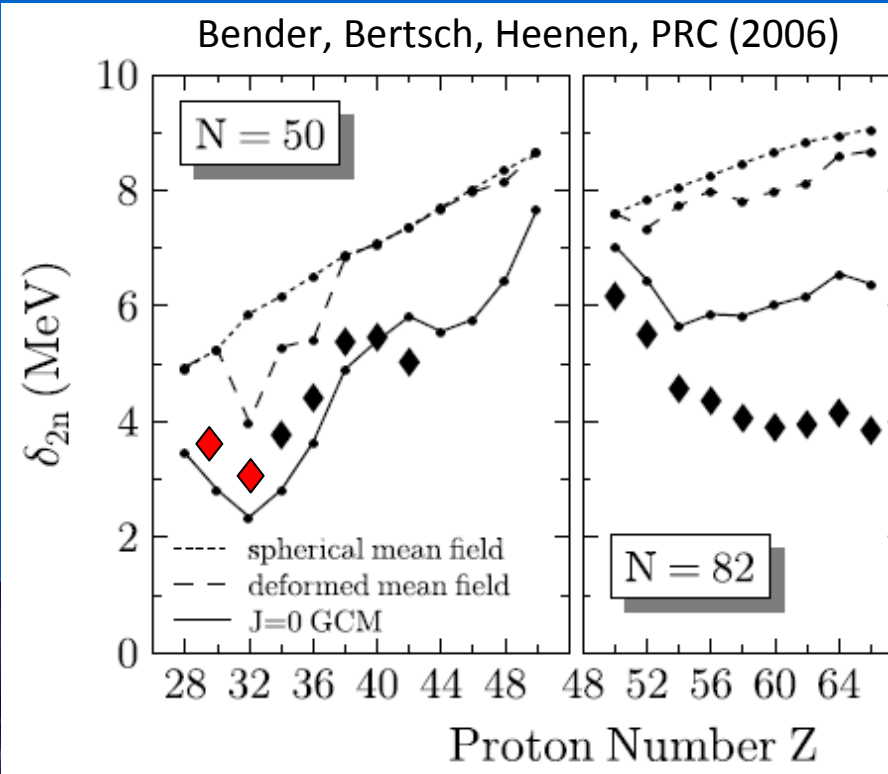 Bender, Bertsch, Heenen, PRC (2006)
10
8
6
4
2
0
δ2n (MeV)
N = 50
spherical mean field
deformed mean field
J=0 GCM
N = 82
28 32 36 40 44 48 48 52 56 60 64
Proton Number Z